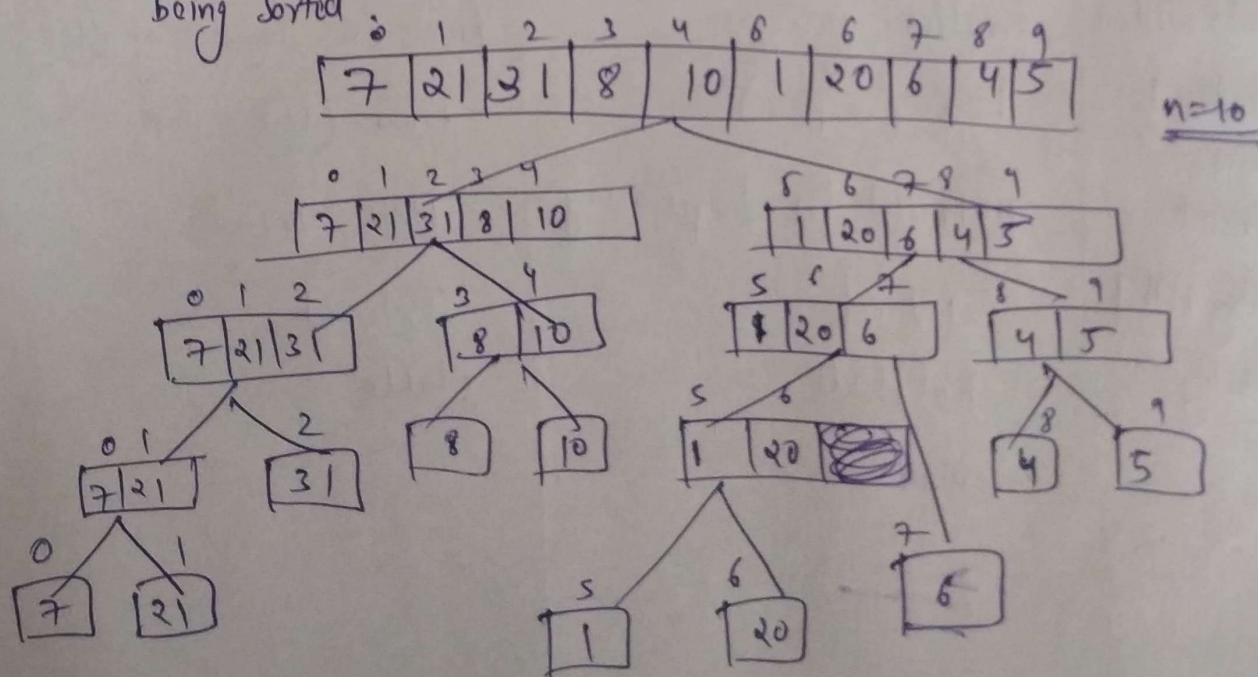 being sorted
0 1 2 3 4 6 6 7 8 9
7 21 31 8 10 1 20 6 4 5
n=10
0 1 2 3 4 5 6 7 8 9
7 21 31 8 10 1 20 6 4 5
0 1 2 3 4 5 6 7 8 9
7 21 31 8 10 1 20 6 4 5
0 1 2 5 6 8 9
7 21 31 8 10 1 20 4 5
0 1 5 6 7
7 21 1 20 6